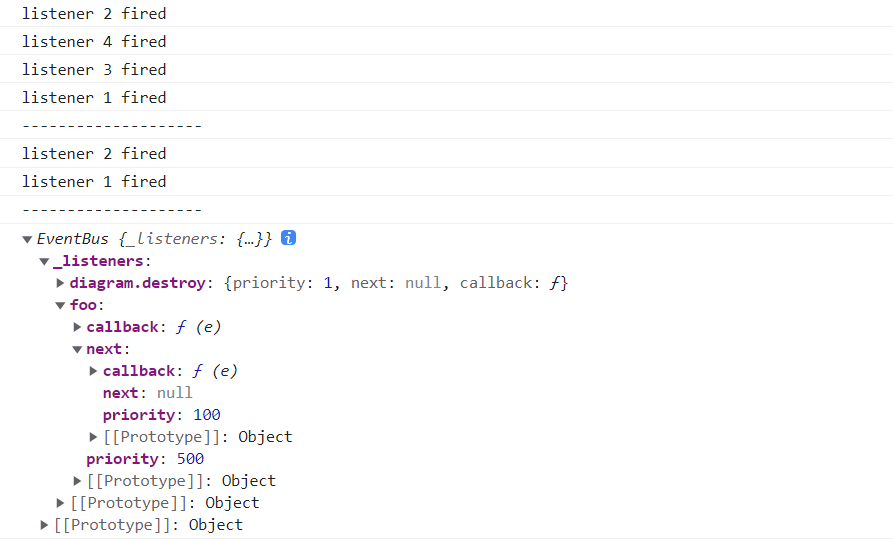 listener 2 fired
listener 4 fired
listener 3 fired
listener 1 fired
--------------------
listener 2 fired
listener 1 fired
--------------------
▼EventBus {_listeners: {…}} i
▼_listeners:
▶diagram.destroy: {priority: 1, next: null, callback: ƒ}
▼foo:
▶callback: ƒ (e)
▼next:
▶callback: ƒ (e)
next: null
priority: 100
▶[[Prototype]]: Object
priority: 500
▶[[Prototype]]: Object
▶[[Prototype]]: Object
▶[[Prototype]]: Object